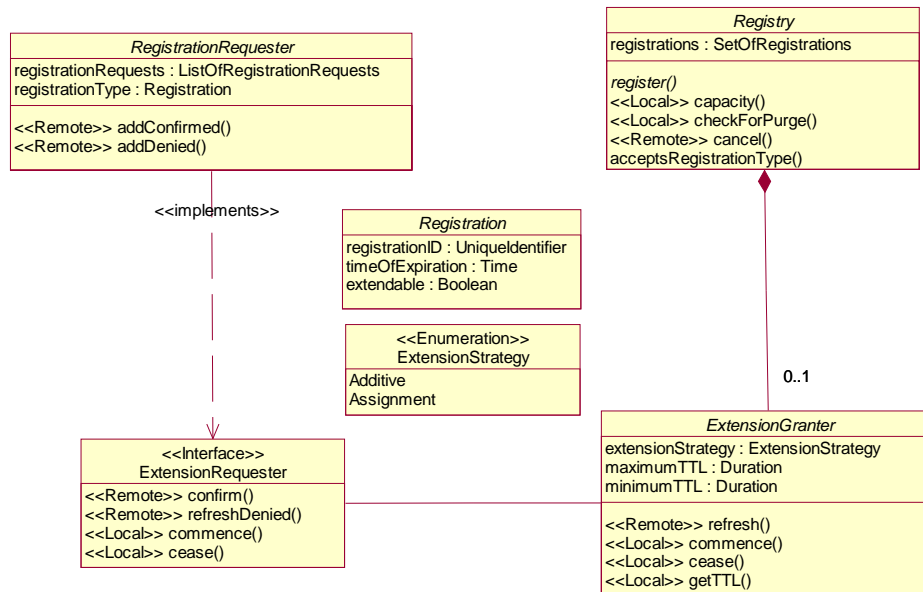 RegistrationRequester
registrationRequests : ListOfRegistrationRequests
registrationType : Registration
<<Remote>> addConfirmed()
<<Remote>> addDenied()
Registry
registrations : SetOfRegistrations
register()
<<Local>> capacity()
<<Local>> checkForPurge()
<<Remote>> cancel()
acceptsRegistrationType()
<<implements>>
Registration
registrationID : UniqueIdentifier
timeOfExpiration : Time
extendable : Boolean
<<Enumeration>>
ExtensionStrategy
Additive
Assignment
0..1
<<Interface>>
ExtensionRequester
<<Remote>> confirm()
<<Remote>> refreshDenied()
<<Local>> commence()
<<Local>> cease()
ExtensionGranter
extensionStrategy : ExtensionStrategy
maximumTTL : Duration
minimumTTL : Duration
<<Remote>> refresh()
<<Local>> commence()
<<Local>> cease()
<<Local>> getTTL()